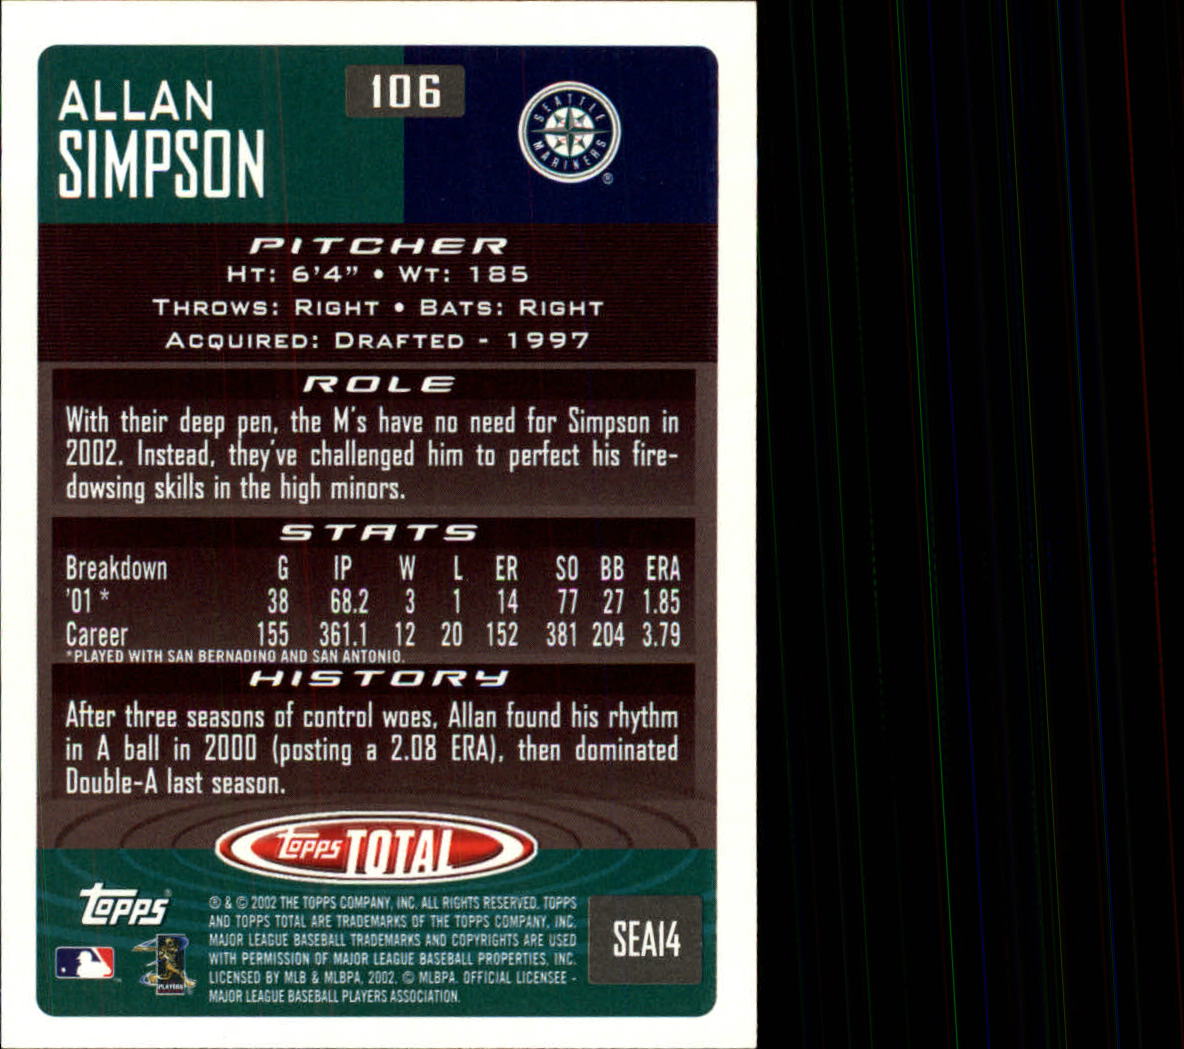 ALLAN
SIMPSON
106
SEATTLE
MARINERS
®
PITCHER
HT: 6'4" • WT: 185
THROWS: RIGHT • BATS: RIGHT
ACQUIRED: DRAFTED - 1997
ROLE
With their deep pen, the M's have no need for Simpson in
2002. Instead, they've challenged him to perfect his fire-
dowsing skills in the high minors.
STATS
Breakdown G IP W L ER SO BB ERA
'01 * 38 68.2 3 1 14 77 27 1.85
Career 155 361.1 12 20 152 381 204 3.79
*PLAYED WITH SAN BERNADINO AND SAN ANTONIO.
HISTORY
After three seasons of control woes, Allan found his rhythm
in A ball in 2000 (posting a 2.08 ERA), then dominated
Double-A last season.
Topps TOTAL
Topps®
® & © 2002 THE TOPPS COMPANY, INC. ALL RIGHTS RESERVED. TOPPS
AND TOPPS TOTAL ARE TRADEMARKS OF THE TOPPS COMPANY, INC.
MAJOR LEAGUE BASEBALL TRADEMARKS AND COPYRIGHTS ARE USED
WITH PERMISSION OF MAJOR LEAGUE BASEBALL PROPERTIES, INC.
LICENSED BY MLB & MLBPA, 2002. © MLBPA. OFFICIAL LICENSEE -
MAJOR LEAGUE BASEBALL PLAYERS ASSOCIATION.
PLAYERS
SEA14